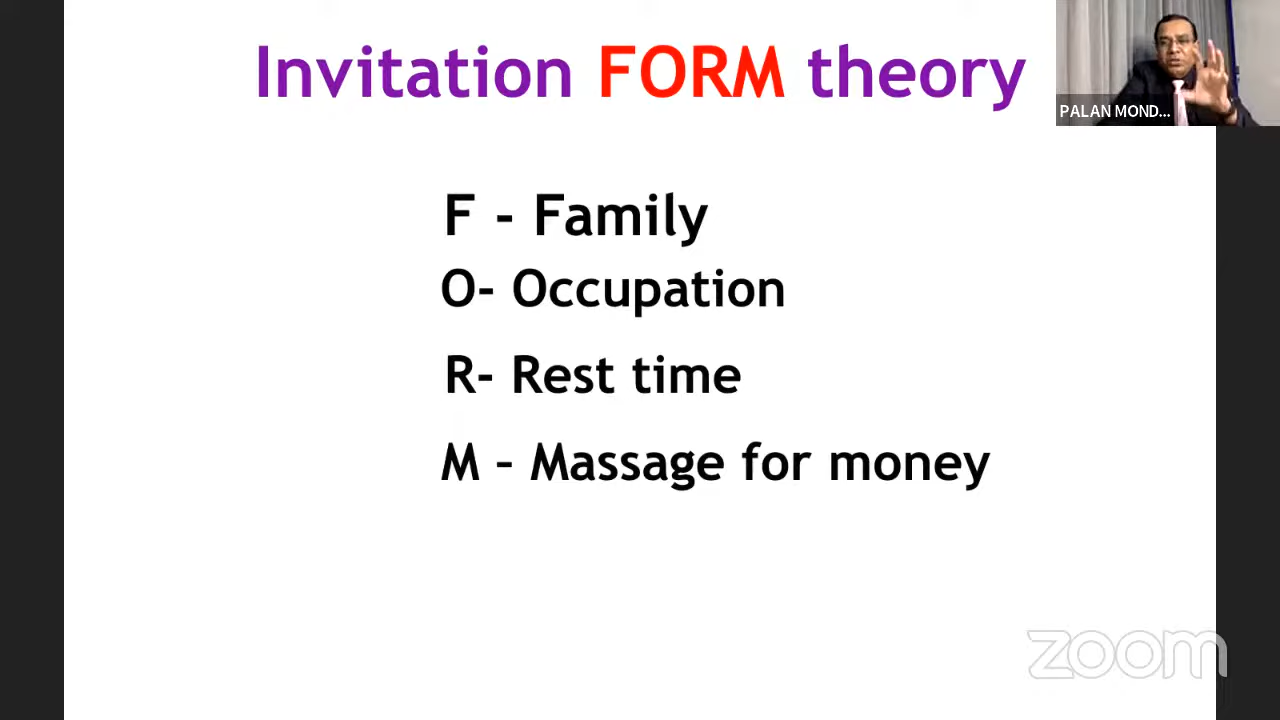 Invitation FORM theory
PALAN MOND...
F - Family
O- Occupation
R- Rest time
M – Massage for money
zoom